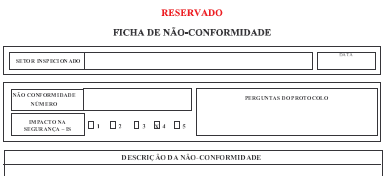 RESERVADO
FICHA DE NÃO-CONFORMIDADE
SETOR INSPECIONADO
DATA
NÃO CONFORMIDADE
NÚMERO
PERGUNTAS DO PROTOCOLO
IMPACTO NA
SEGURANÇA – IS
1 2 3 4 5
DESCRIÇÃO DA NÃO-CONFORMIDADE